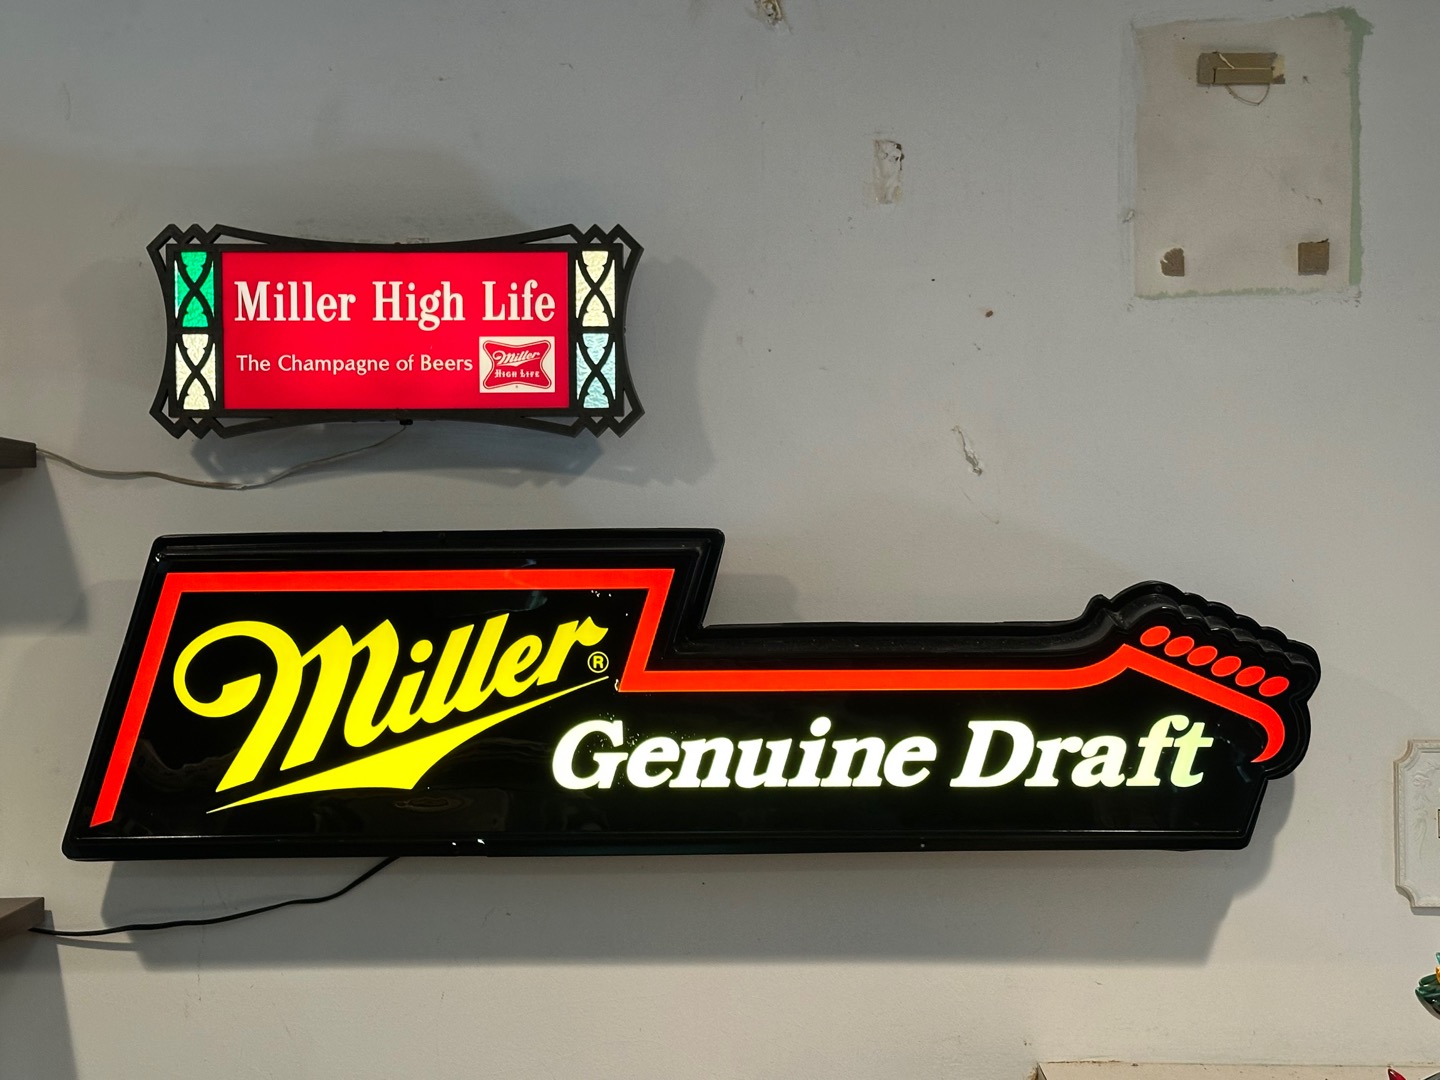 Miller High Life
The Champagne of Beers
Miller
HIGH LIFE
Miller®
Genuine Draft